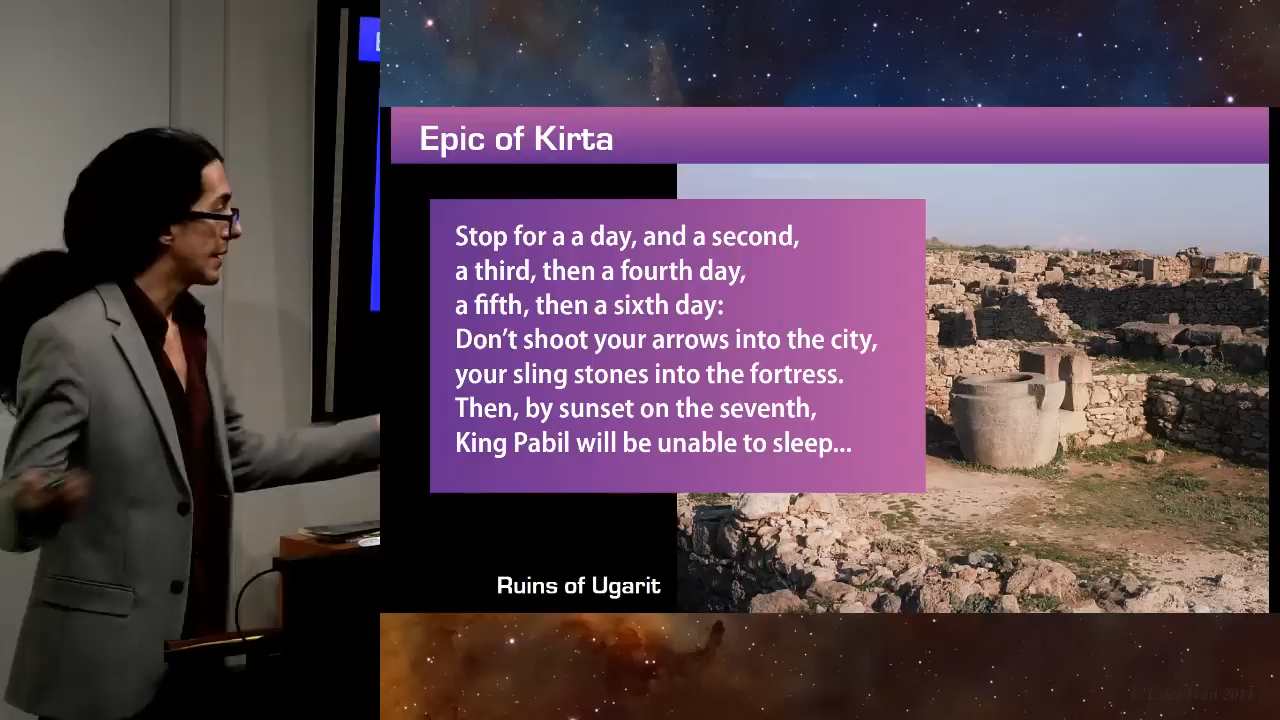 Epic of Kirta
Stop for a a day, and a second,
a third, then a fourth day,
a fifth, then a sixth day:
Don't shoot your arrows into the city,
your sling stones into the fortress.
Then, by sunset on the seventh,
King Pabil will be unable to sleep...
Ruins of Ugarit